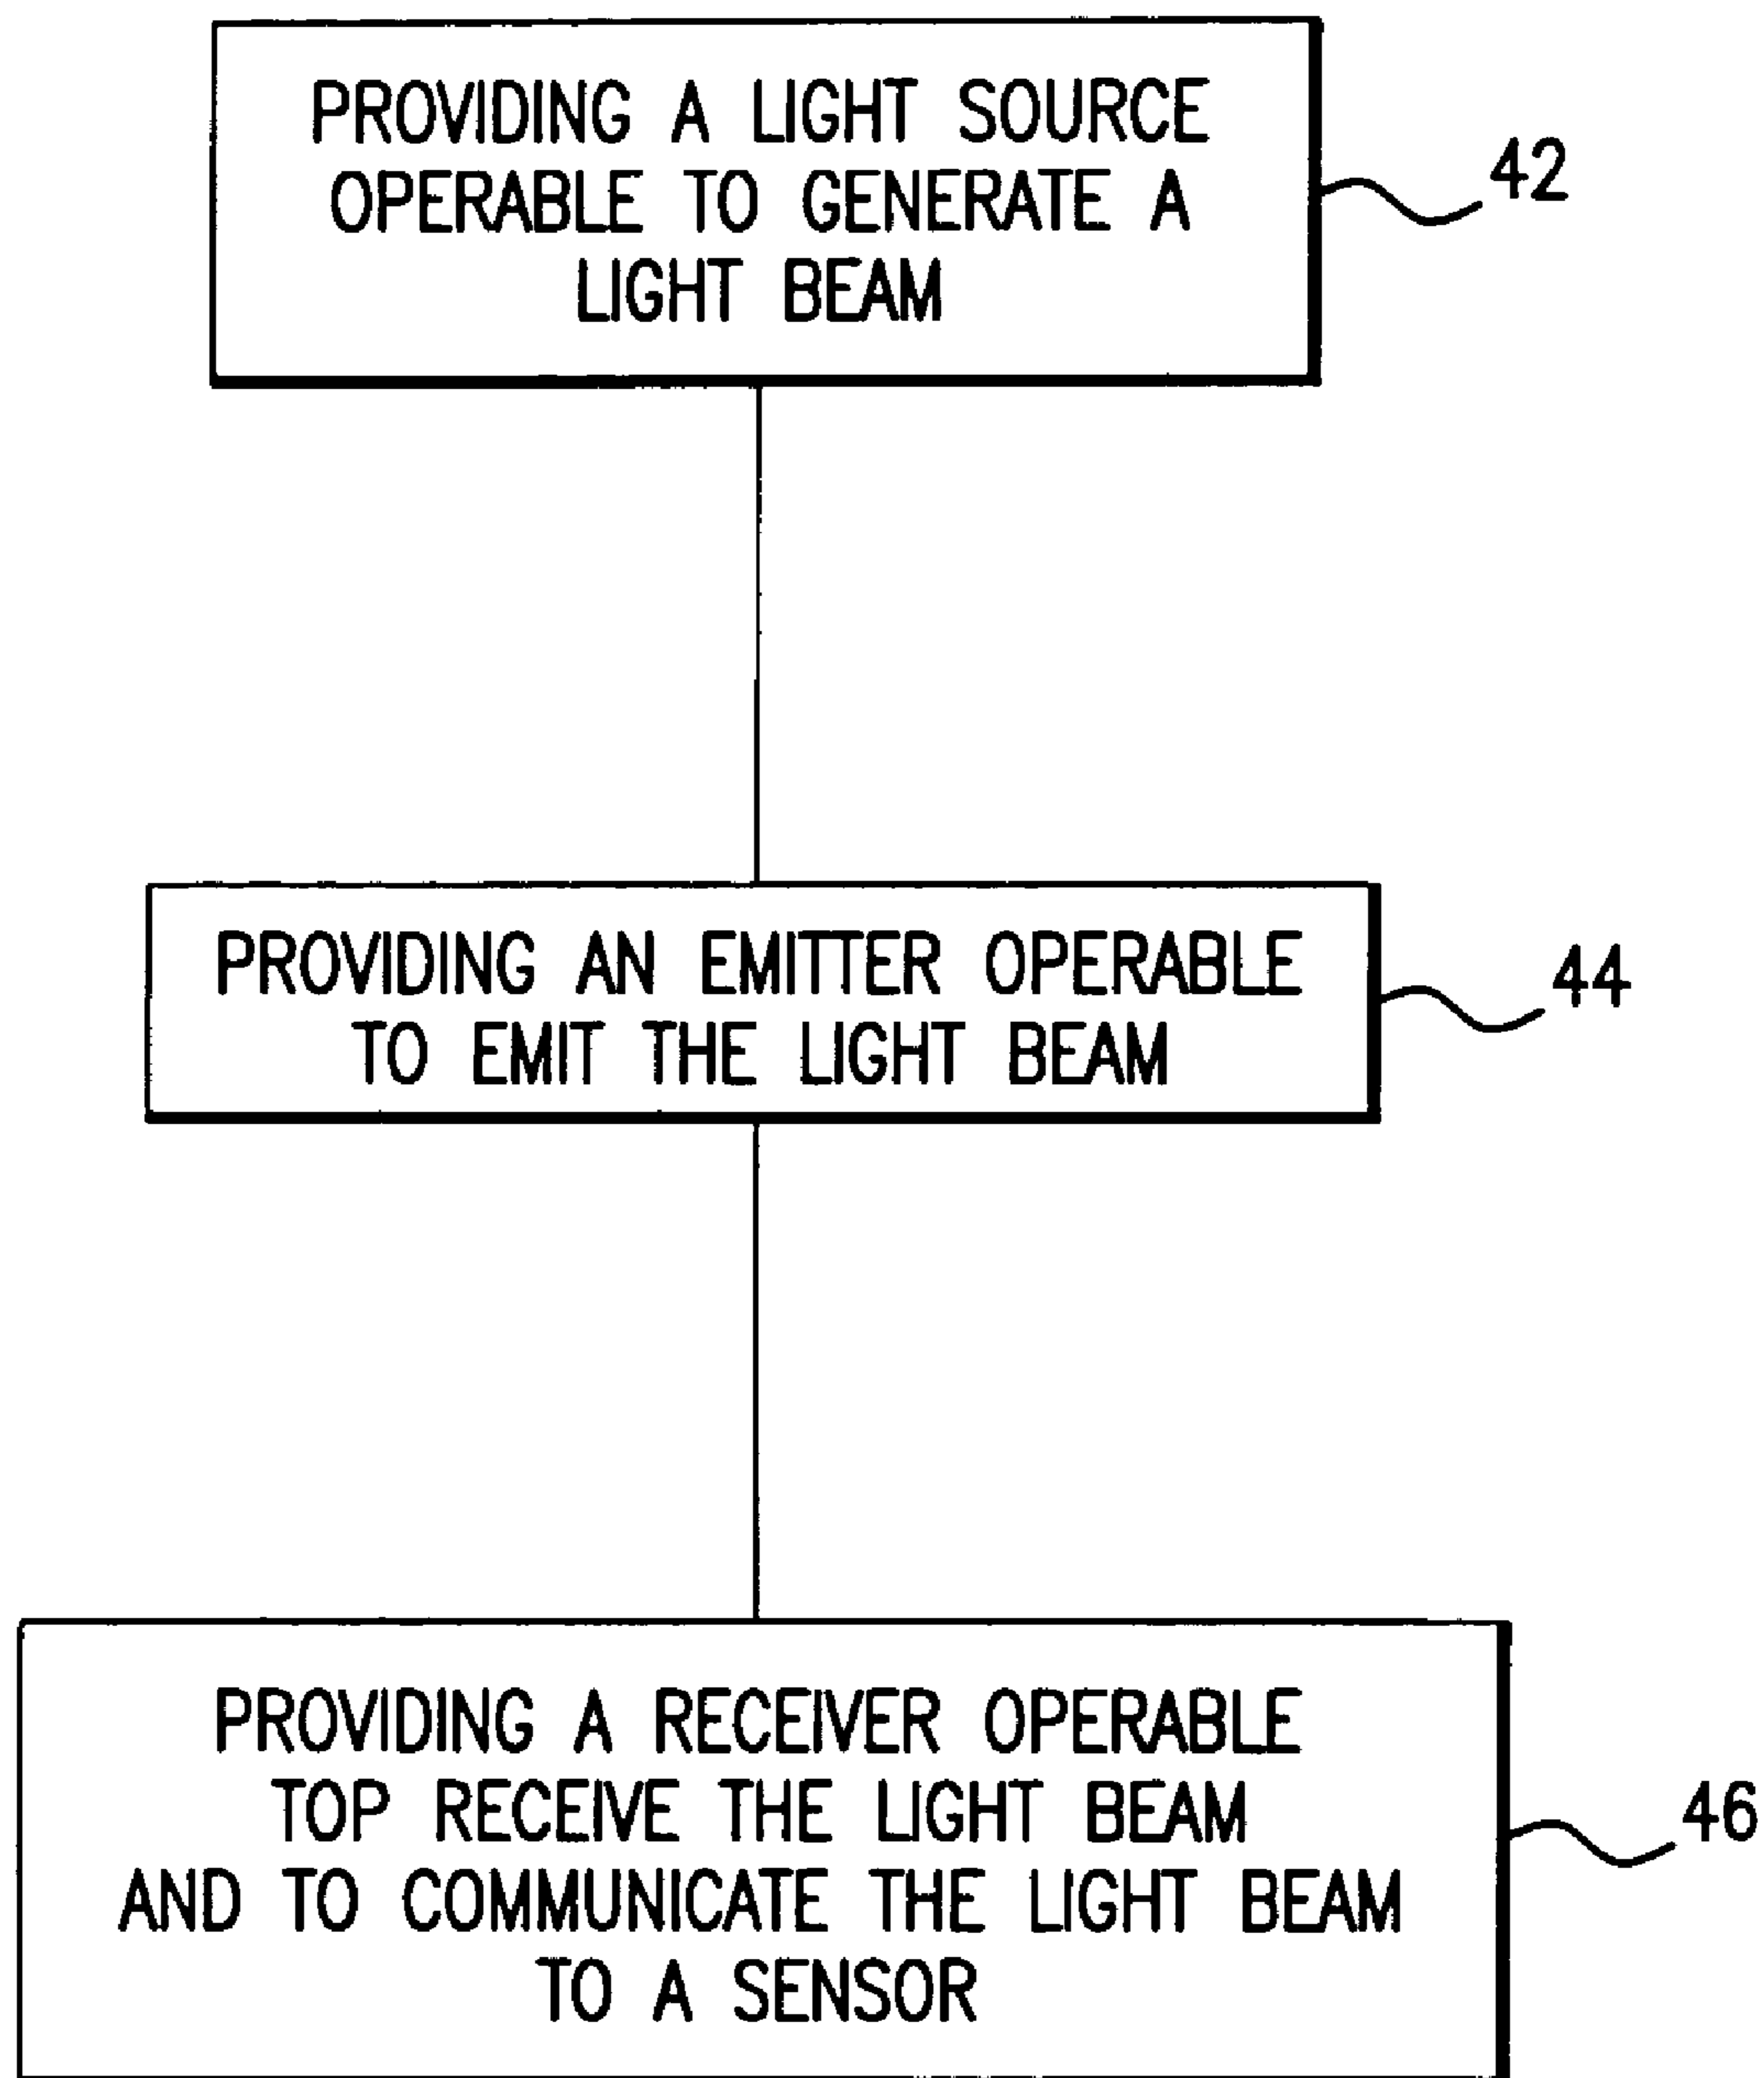 PROVIDING A LIGHT SOURCE
OPERABLE TO GENERATE A
LIGHT BEAM
42
PROVIDING AN EMITTER OPERABLE
TO EMIT THE LIGHT BEAM
44
PROVIDING A RECEIVER OPERABLE
TOP RECEIVE THE LIGHT BEAM
AND TO COMMUNICATE THE LIGHT BEAM
TO A SENSOR
46